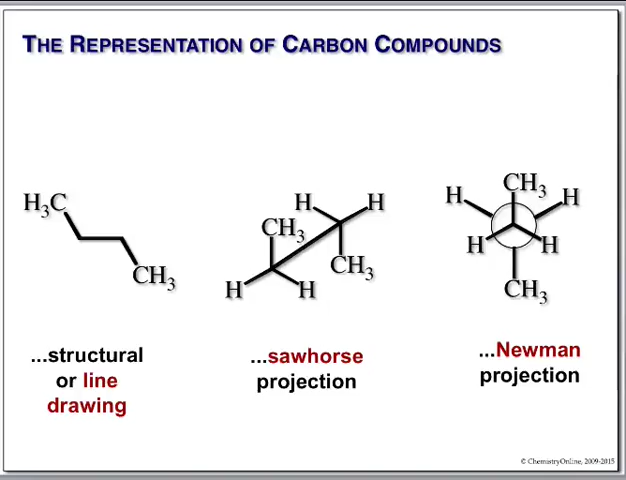 THE REPRESENTATION OF CARBON COMPOUNDS
H₃C
CH₃
H
H
CH₃
CH₃
H
H
CH₃
H
H
H
H
CH₃
...structural
or line
drawing
...sawhorse
projection
...Newman
projection
© ChemistryOnline, 2009-2015